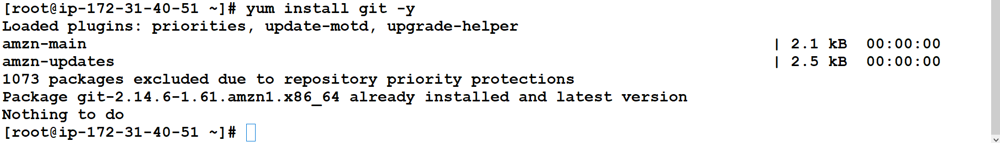 [root@ip-172-31-40-51 ~]# yum install git -y
Loaded plugins: priorities, update-motd, upgrade-helper
amzn-main | 2.1 kB 00:00:00
amzn-updates | 2.5 kB 00:00:00
1073 packages excluded due to repository priority protections
Package git-2.14.6-1.61.amzn1.x86_64 already installed and latest version
Nothing to do
[root@ip-172-31-40-51 ~]#